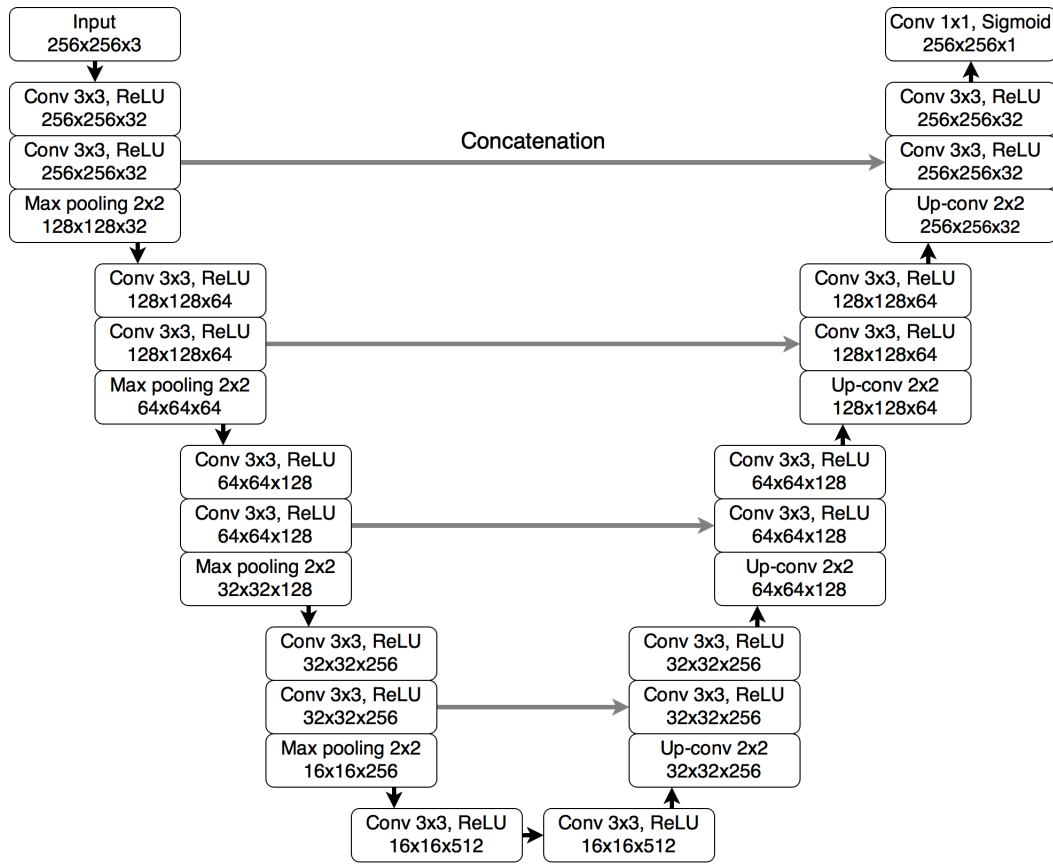 Input
256x256x3
Conv 3x3, ReLU
256x256x32
Conv 3x3, ReLU
256x256x32
Max pooling 2x2
128x128x32
Conv 3x3, ReLU
128x128x64
Conv 3x3, ReLU
128x128x64
Max pooling 2x2
64x64x64
Conv 3x3, ReLU
64x64x128
Conv 3x3, ReLU
64x64x128
Max pooling 2x2
32x32x128
Conv 3x3, ReLU
32x32x256
Conv 3x3, ReLU
32x32x256
Max pooling 2x2
16x16x256
Conv 3x3, ReLU
16x16x512
Conv 3x3, ReLU
16x16x512
Concatenation
Conv 1x1, Sigmoid
256x256x1
Conv 3x3, ReLU
256x256x32
Conv 3x3, ReLU
256x256x32
Up-conv 2x2
256x256x32
Conv 3x3, ReLU
128x128x64
Conv 3x3, ReLU
128x128x64
Up-conv 2x2
128x128x64
Conv 3x3, ReLU
64x64x128
Conv 3x3, ReLU
64x64x128
Up-conv 2x2
64x64x128
Conv 3x3, ReLU
32x32x256
Conv 3x3, ReLU
32x32x256
Up-conv 2x2
32x32x256